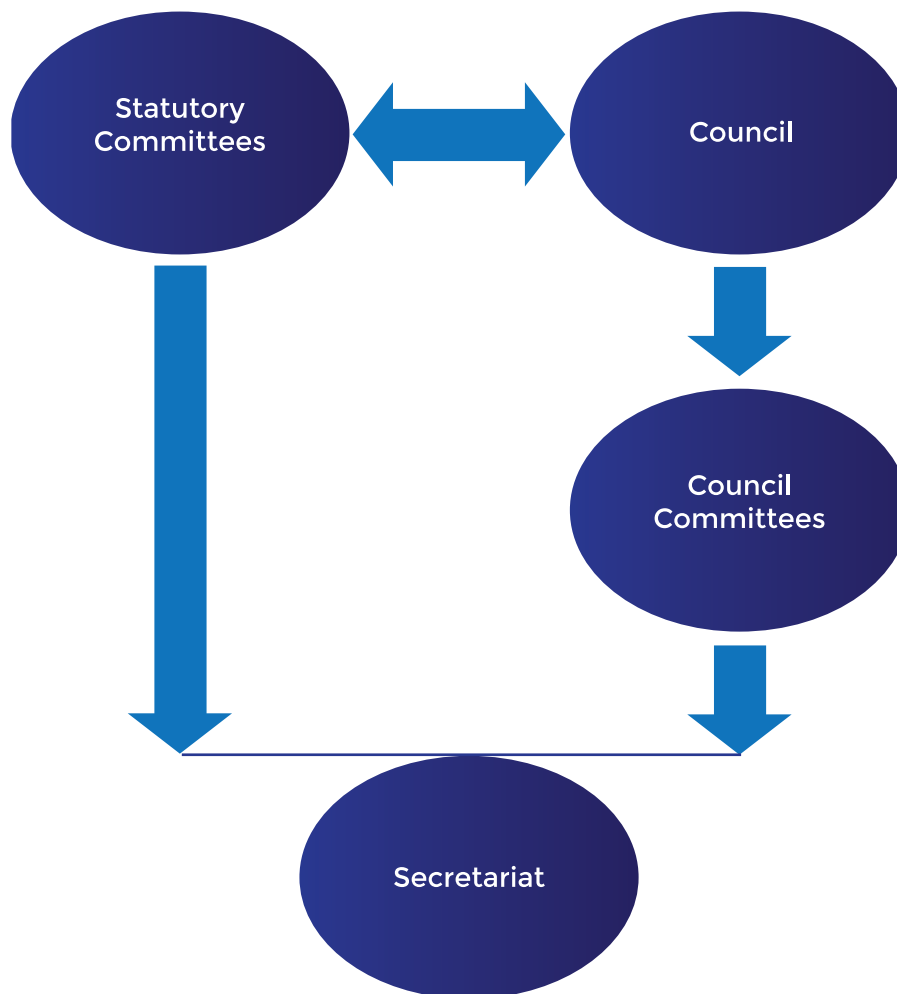 Statutory
Committees
Council
Council
Committees
Secretariat